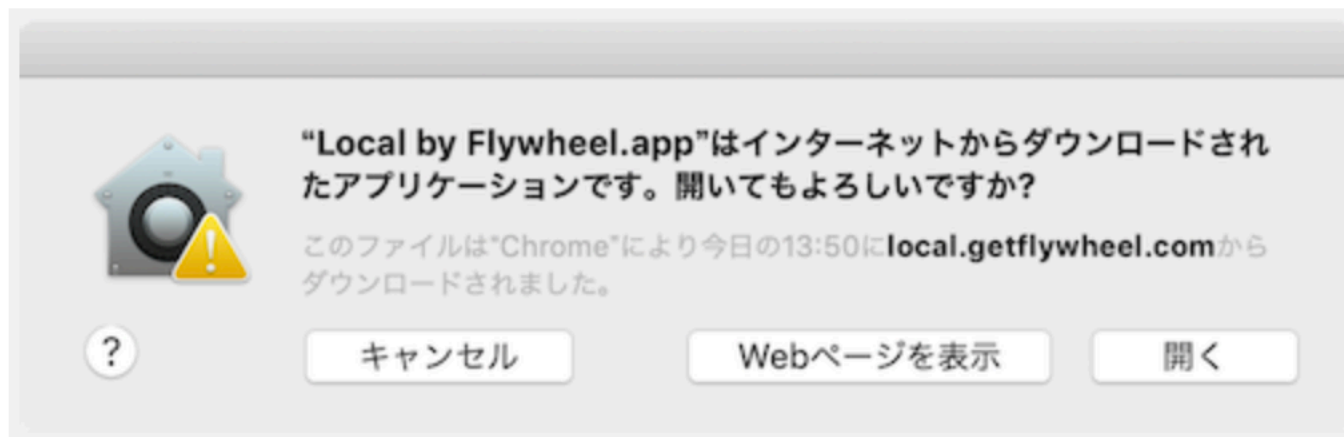 “Local by Flywheel.app”はインターネットからダウンロードされ
たアプリケーションです。開いてもよろしいですか?
このファイルは“Chrome”により今日の13:50にlocal.getflywheel.comから
ダウンロードされました。
? キャンセル Webページを表示 開く